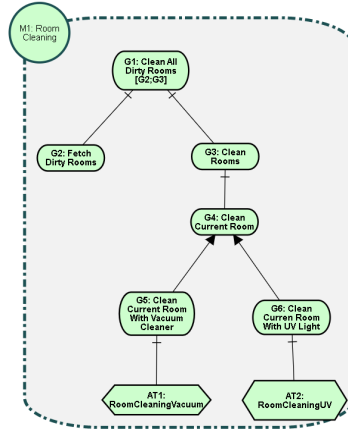 M1: Room
Cleaning
G1: Clean All
Dirty Rooms
[G2;G3]
G2: Fetch
Dirty Rooms
G3: Clean
Rooms
G4: Clean
Current Room
G5: Clean
Current Room
With Vacuum
Cleaner
G6: Clean
Curren Room
With UV Light
AT1:
RoomCleaningVacuum
AT2:
RoomCleaningUV